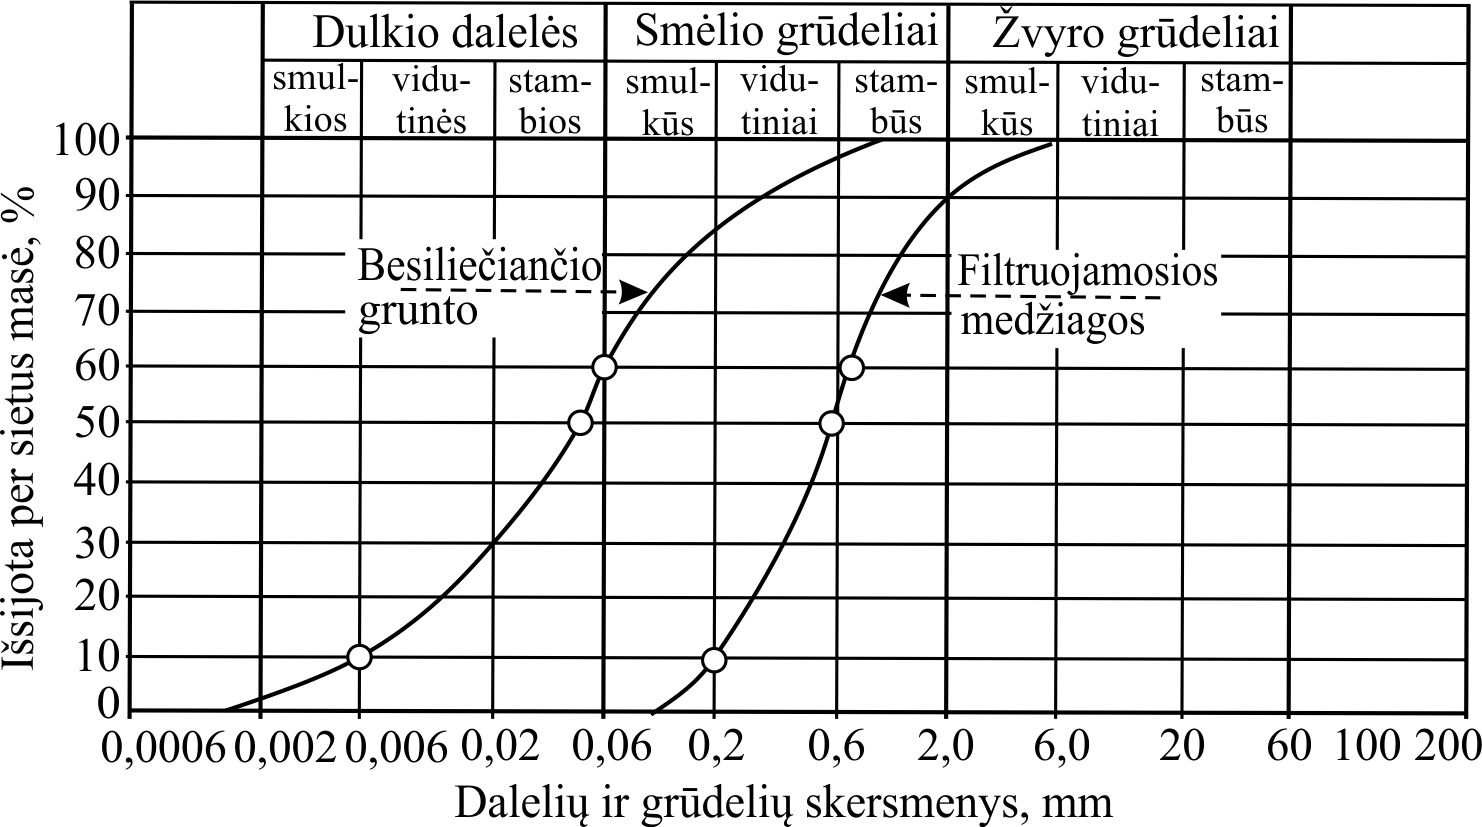 Dulkio dalelės Smėlio grūdeliai Žvyro grūdeliai
smul- vidu- stam- smul- vidu- stam- smul- vidu- stam-
kios tinės bios kūs tiniai būs kūs tiniai būs
100
90
80
70
60
50
40
30
20
10
0
Išsijota per sietus masė, %
Besiliečiančio
grunto
Filtruojamosios
medžiagos
0,0006 0,002 0,006 0,02 0,06 0,2 0,6 2,0 6,0 20 60 100 200
Dalelių ir grūdelių skersmenys, mm